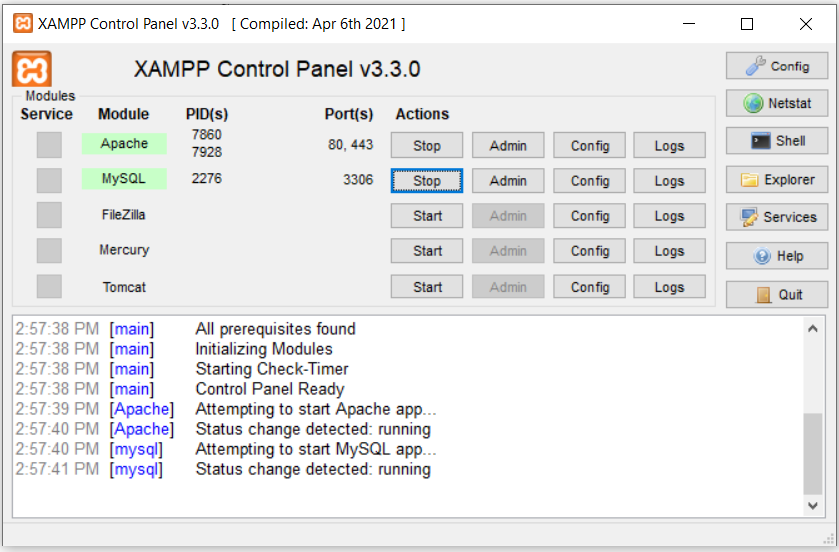 XAMPP Control Panel v3.3.0 [ Compiled: Apr 6th 2021 ]
XAMPP Control Panel v3.3.0
Config
Modules
Service Module PID(s) Port(s) Actions
Netstat
Apache 7860 7928 80, 443 Stop Admin Config Logs
Shell
MySQL 2276 3306 Stop Admin Config Logs
Explorer
FileZilla Start Admin Config Logs
Services
Mercury Start Admin Config Logs
Help
Tomcat Start Admin Config Logs
Quit
2:57:38 PM [main] All prerequisites found
2:57:38 PM [main] Initializing Modules
2:57:38 PM [main] Starting Check-Timer
2:57:38 PM [main] Control Panel Ready
2:57:39 PM [Apache] Attempting to start Apache app...
2:57:40 PM [Apache] Status change detected: running
2:57:40 PM [mysql] Attempting to start MySQL app...
2:57:41 PM [mysql] Status change detected: running